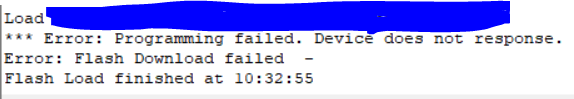 Load
*** Error: Programming failed. Device does not response.
Error: Flash Download failed  -
Flash Load finished at 10:32:55